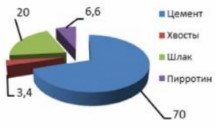 20
6,6
3,4
70
Цемент
Хвосты
Шлак
Пирротин